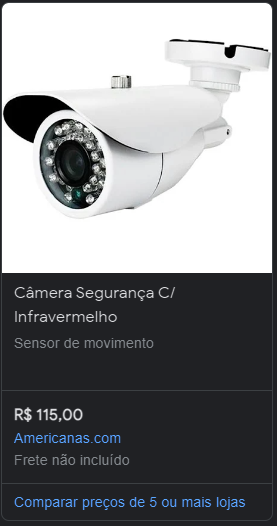 Câmera Segurança C/
Infravermelho
Sensor de movimento
R$ 115,00
Americanas.com
Frete não incluído
Comparar preços de 5 ou mais lojas